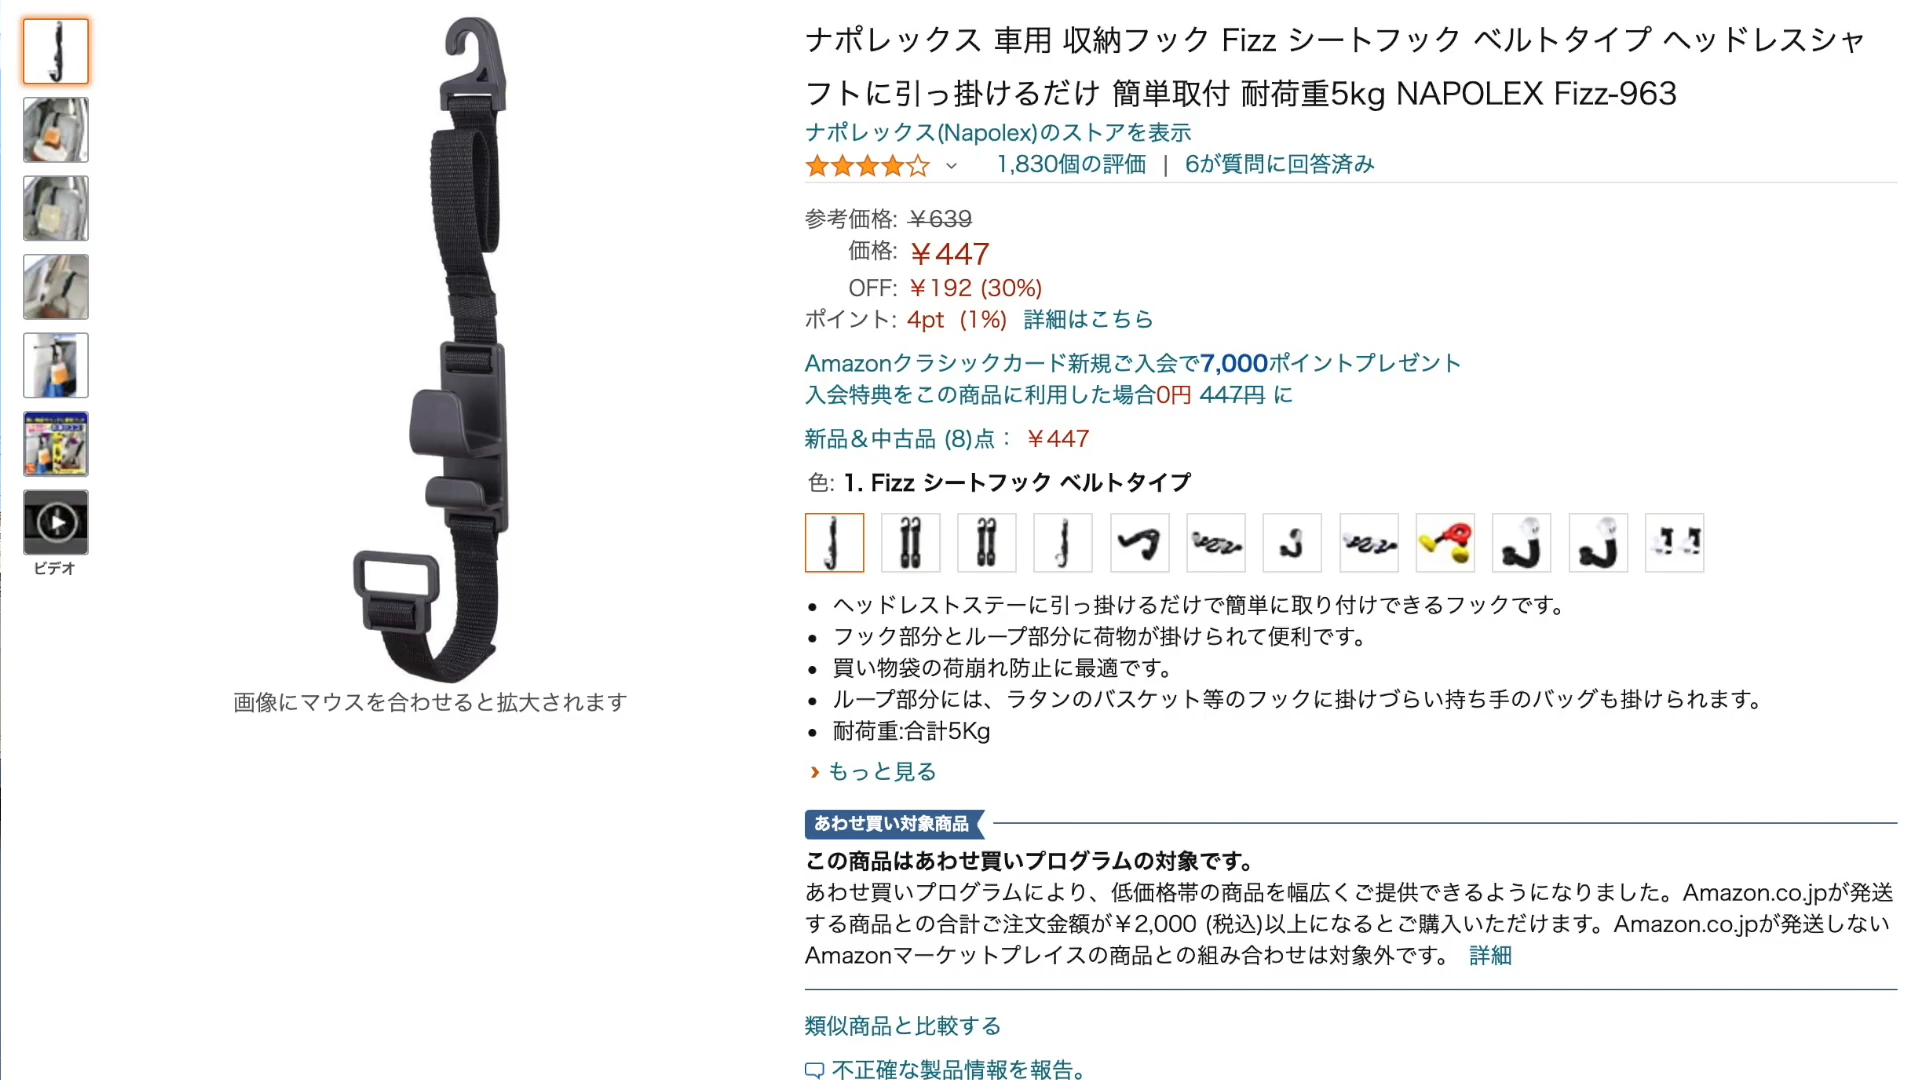 ナポレックス 車用 収納フック Fizz シートフック ベルトタイプ ヘッドレスシャ
フトに引っ掛けるだけ 簡単取付 耐荷重5kg NAPOLEX Fizz-963
ナポレックス(Napolex)のストアを表示
1,830個の評価 | 6が質問に回答済み
参考価格: ￥639
価格: ￥447
OFF: ￥192 (30%)
ポイント: 4pt (1%) 詳細はこちら
Amazonクラシックカード新規ご入会で7,000ポイントプレゼント
入会特典をこの商品に利用した場合0円 447円 に
新品＆中古品 (8)点： ￥447
色: 1. Fizz シートフック ベルトタイプ
• ヘッドレストステーに引っ掛けるだけで簡単に取り付けできるフックです。
• フック部分とループ部分に荷物が掛けられて便利です。
• 買い物袋の荷崩れ防止に最適です。
• ループ部分には、ラタンのバスケット等のフックに掛けづらい持ち手のバッグも掛けられます。
• 耐荷重:合計5Kg
› もっと見る
あわせ買い対象商品
この商品はあわせ買いプログラムの対象です。
あわせ買いプログラムにより、低価格帯の商品を幅広くご提供できるようになりました。Amazon.co.jpが発送
する商品との合計ご注文金額が￥2,000 (税込)以上になるとご購入いただけます。Amazon.co.jpが発送しない
Amazonマーケットプレイスの商品との組み合わせは対象外です。 詳細
類似商品と比較する
不正確な製品情報を報告。
ビデオ
画像にマウスを合わせると拡大されます